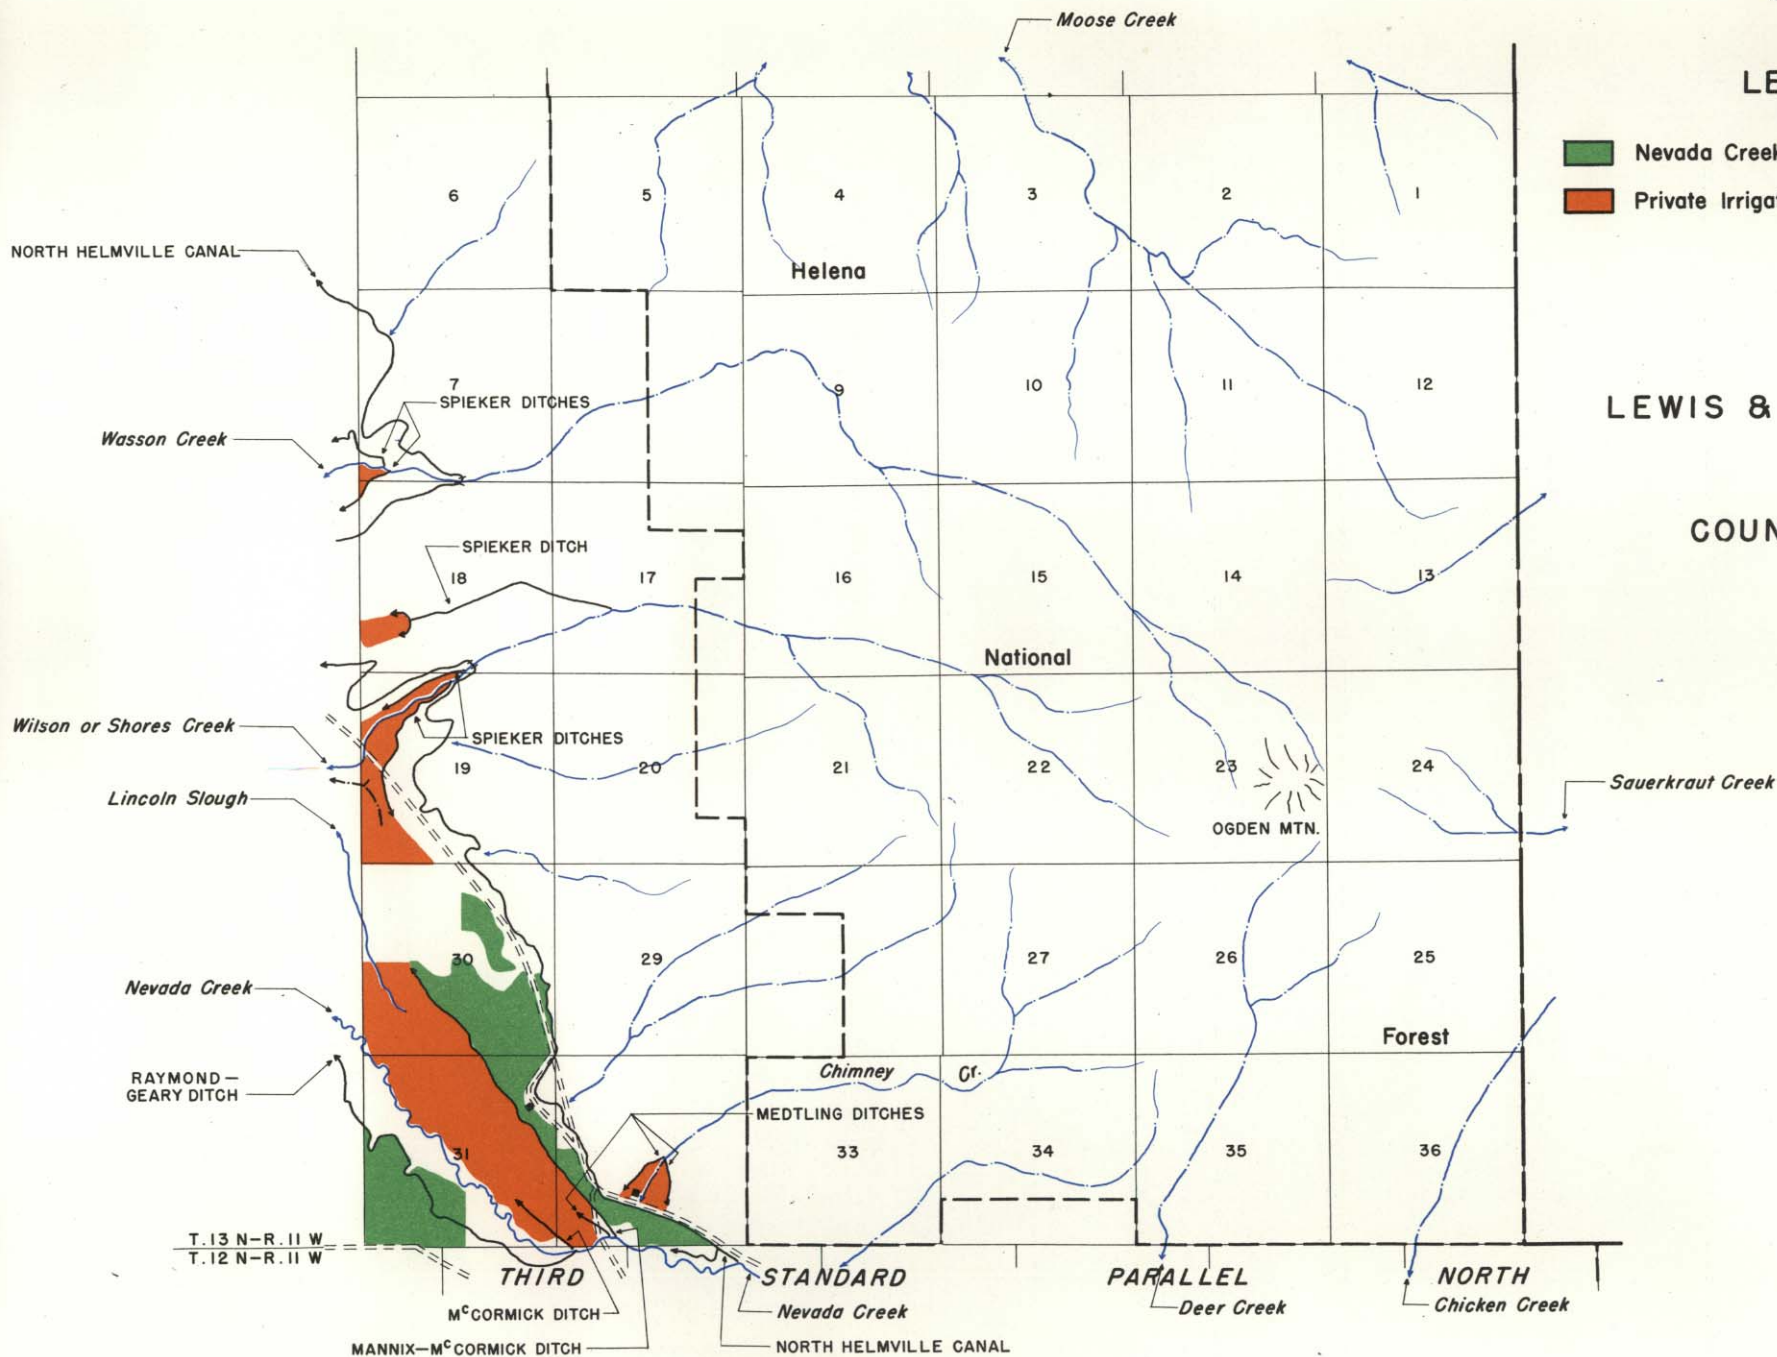 Moose Creek
LE
Nevada Creek
Private Irrigat
6 5 4 3 2 1
NORTH HELMVILLE CANAL
Helena
7 9 10 11 12
SPIEKER DITCHES
LEWIS &
Wasson Creek
COUN
SPIEKER DITCH
18 17 16 15 14 13
National
Wilson or Shores Creek
SPIEKER DITCHES
19 20 21 22 23 24
Sauerkraut Creek
Lincoln Slough
OGDEN MTN.
30 29 27 26 25
Nevada Creek
Forest
RAYMOND—
GEARY DITCH
Chimney Cr.
MEDTLING DITCHES
31 33 34 35 36
T.13 N-R.11 W
T.12 N-R.11 W
THIRD STANDARD PARALLEL NORTH
McCORMICK DITCH
Nevada Creek
Deer Creek
Chicken Creek
MANNIX—McCORMICK DITCH
NORTH HELMVILLE CANAL